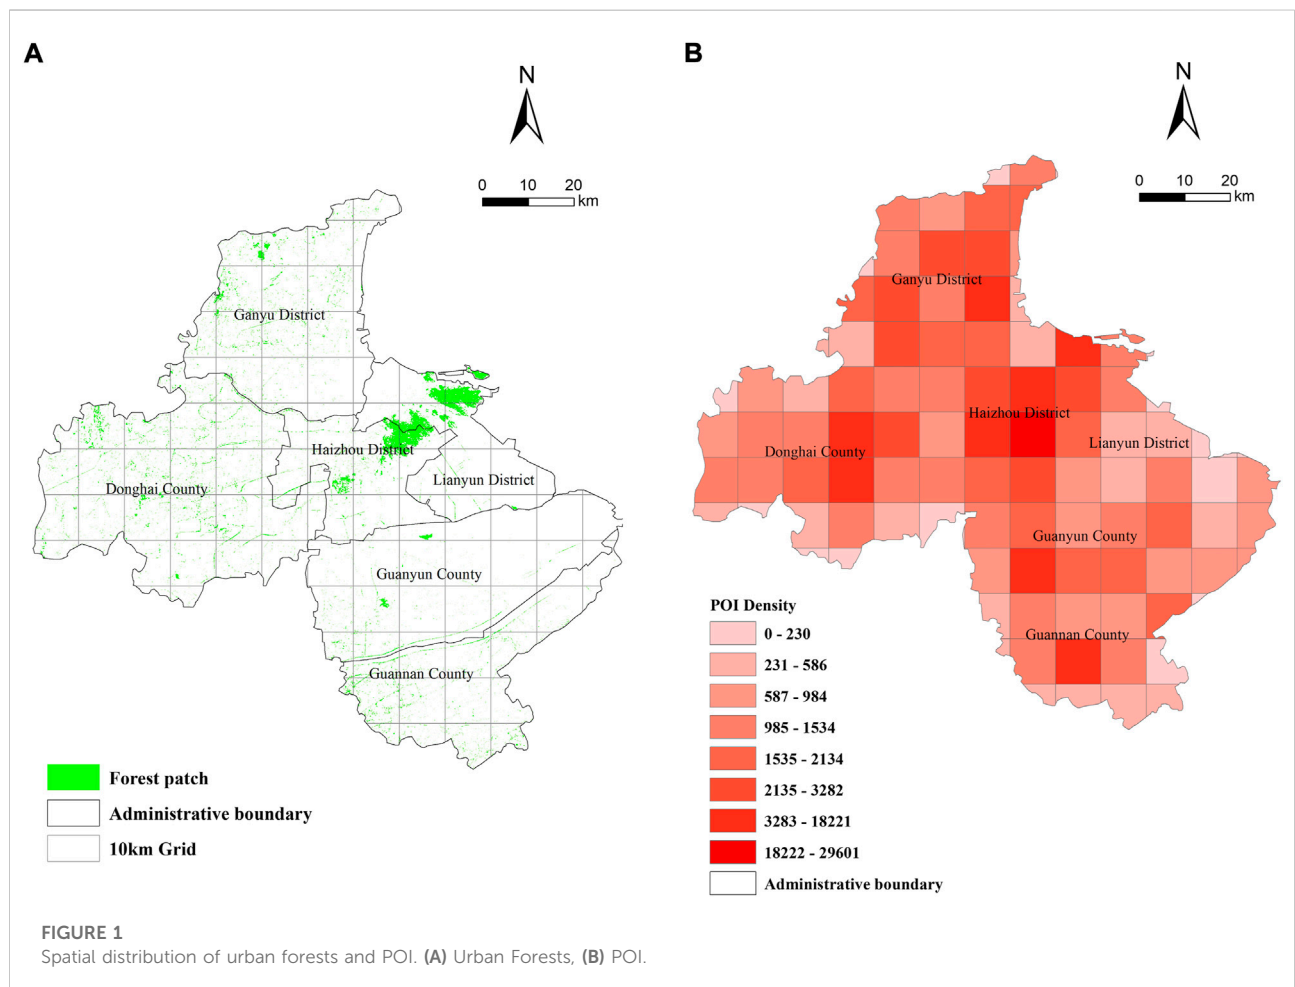 A
N
0 10 20
km
Ganyu District
Haizhou District
Lianyun District
Donghai County
Guanyun County
Guannan County
Forest patch
Administrative boundary
10km Grid
B
N
0 10 20
km
Ganyu District
Haizhou District
Lianyun District
Donghai County
Guanyun County
Guannan County
POI Density
0 - 230
231 - 586
587 - 984
985 - 1534
1535 - 2134
2135 - 3282
3283 - 18221
18222 - 29601
Administrative boundary
FIGURE 1
Spatial distribution of urban forests and POI. (A) Urban Forests, (B) POI.